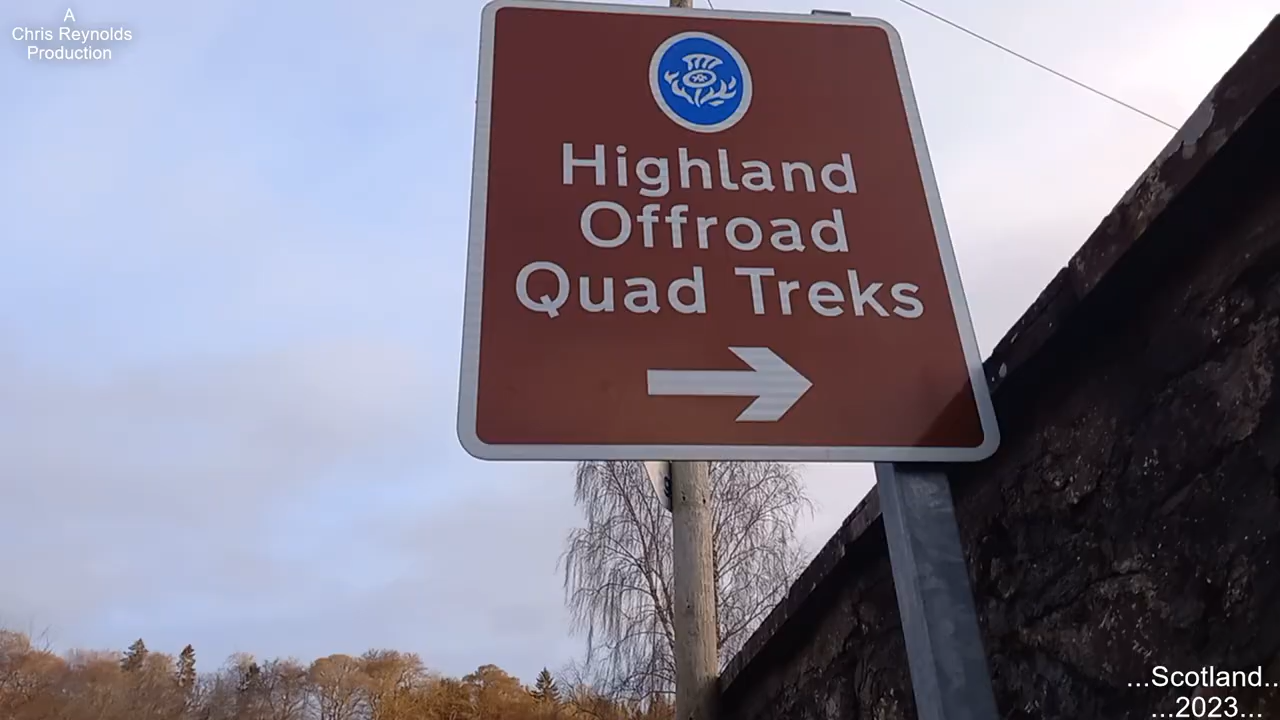 A
Chris Reynolds
Production
Highland
Offroad
Quad Treks
...Scotland..
...2023...